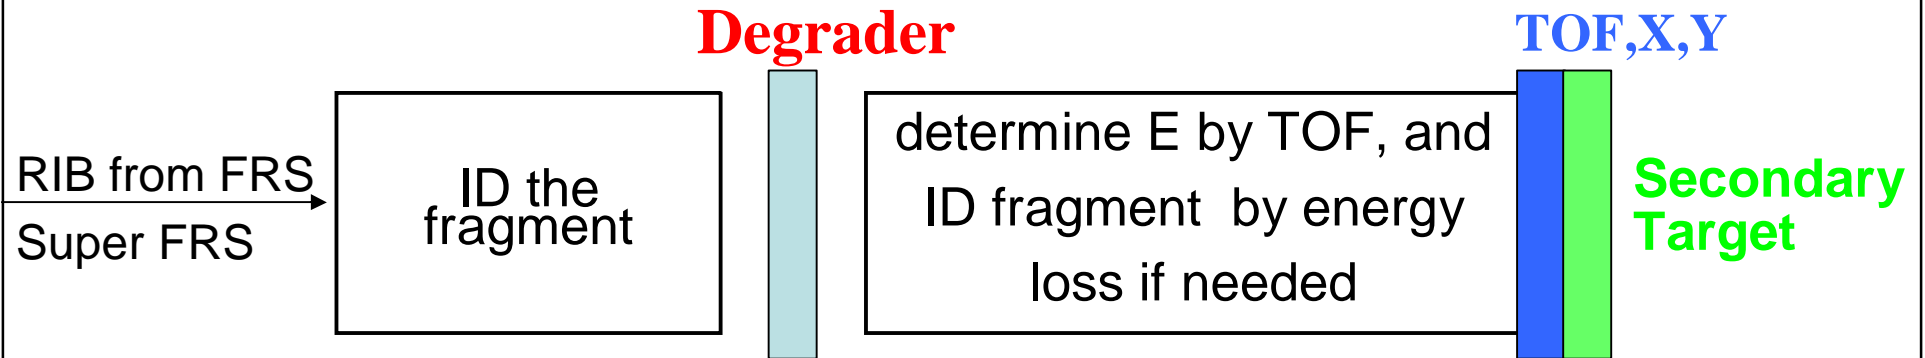 Degrader
TOF,X,Y
RIB from FRS
Super FRS
ID the
fragment
determine E by TOF, and
ID fragment by energy
loss if needed
Secondary
Target